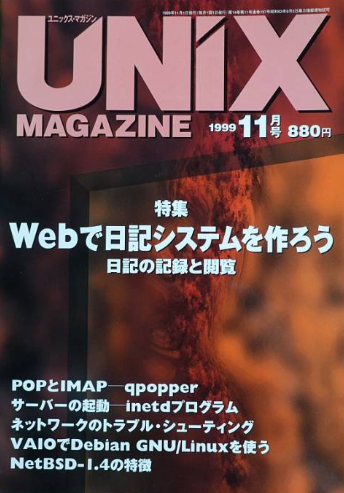 ユニックス・マガジン
UNIX
MAGAZINE
1999 11月号 880円
特集
Webで日記システムを作ろう
日記の記録と閲覧
POPとIMAP─qpopper
サーバーの起動─inetdプログラム
ネットワークのトラブル・シューティング
VAIOでDebian GNU/Linuxを使う
NetBSD-1.4の特徴